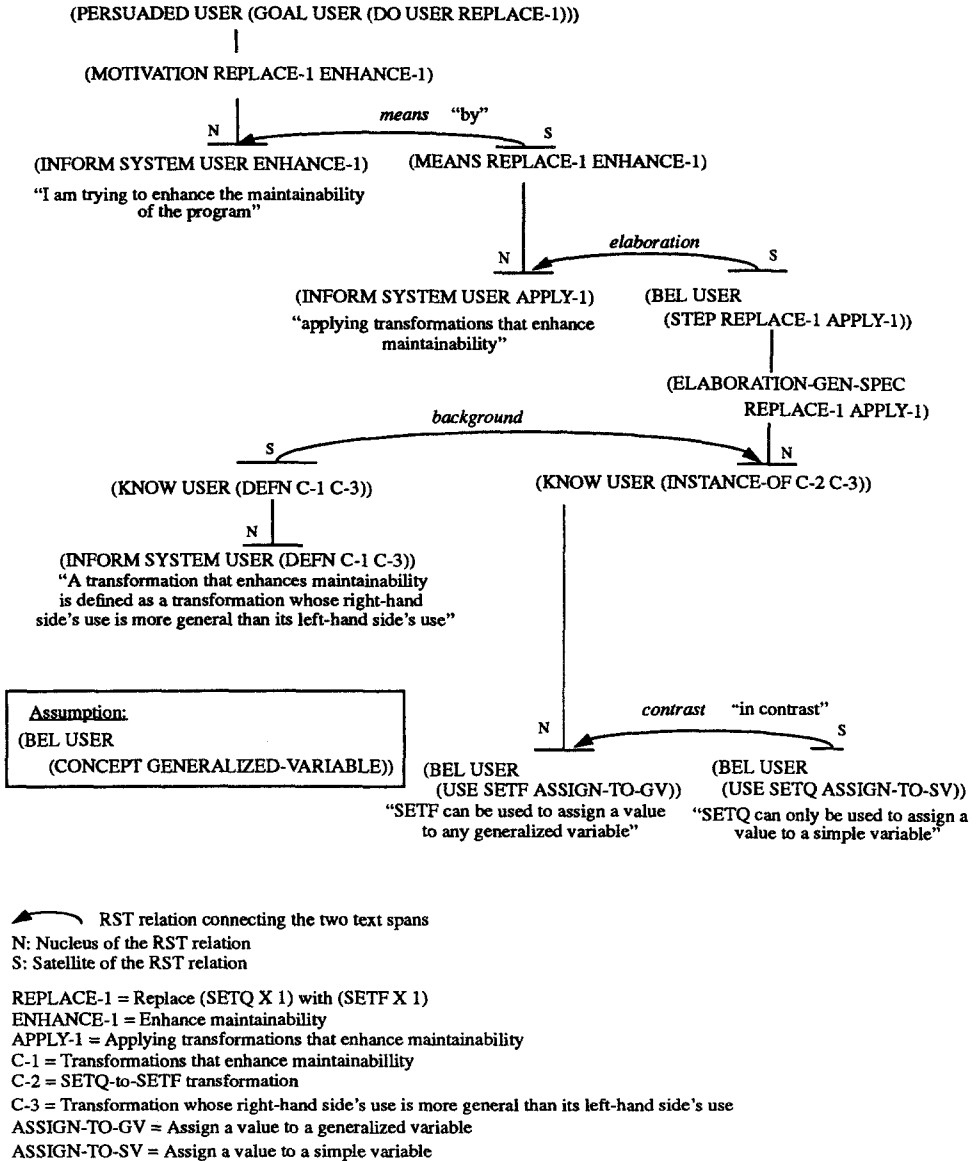 (PERSUADED USER (GOAL USER (DO USER REPLACE-1)))
(MOTIVATION REPLACE-1 ENHANCE-1)
means “by”
N
S
(INFORM SYSTEM USER ENHANCE-1)
(MEANS REPLACE-1 ENHANCE-1)
“I am trying to enhance the maintainability
of the program”
elaboration
N
S
(INFORM SYSTEM USER APPLY-1)
(BEL USER
(STEP REPLACE-1 APPLY-1))
“applying transformations that enhance
maintainability”
(ELABORATION-GEN-SPEC
REPLACE-1 APPLY-1)
background
S
N
(KNOW USER (DEFN C-1 C-3))
(KNOW USER (INSTANCE-OF C-2 C-3))
N
(INFORM SYSTEM USER (DEFN C-1 C-3))
“A transformation that enhances maintainability
is defined as a transformation whose right-hand
side’s use is more general than its left-hand side’s use”
Assumption:
(BEL USER
(CONCEPT GENERALIZED-VARIABLE))
contrast “in contrast”
N
S
(BEL USER
(USE SETF ASSIGN-TO-GV))
“SETF can be used to assign a value
to any generalized variable”
(BEL USER
(USE SETQ ASSIGN-TO-SV))
“SETQ can only be used to assign a
value to a simple variable”
RST relation connecting the two text spans
N: Nucleus of the RST relation
S: Satellite of the RST relation
REPLACE-1 = Replace (SETQ X 1) with (SETF X 1)
ENHANCE-1 = Enhance maintainability
APPLY-1 = Applying transformations that enhance maintainability
C-1 = Transformations that enhance maintainabillity
C-2 = SETQ-to-SETF transformation
C-3 = Transformation whose right-hand side’s use is more general than its left-hand side’s use
ASSIGN-TO-GV = Assign a value to a generalized variable
ASSIGN-TO-SV = Assign a value to a simple variable